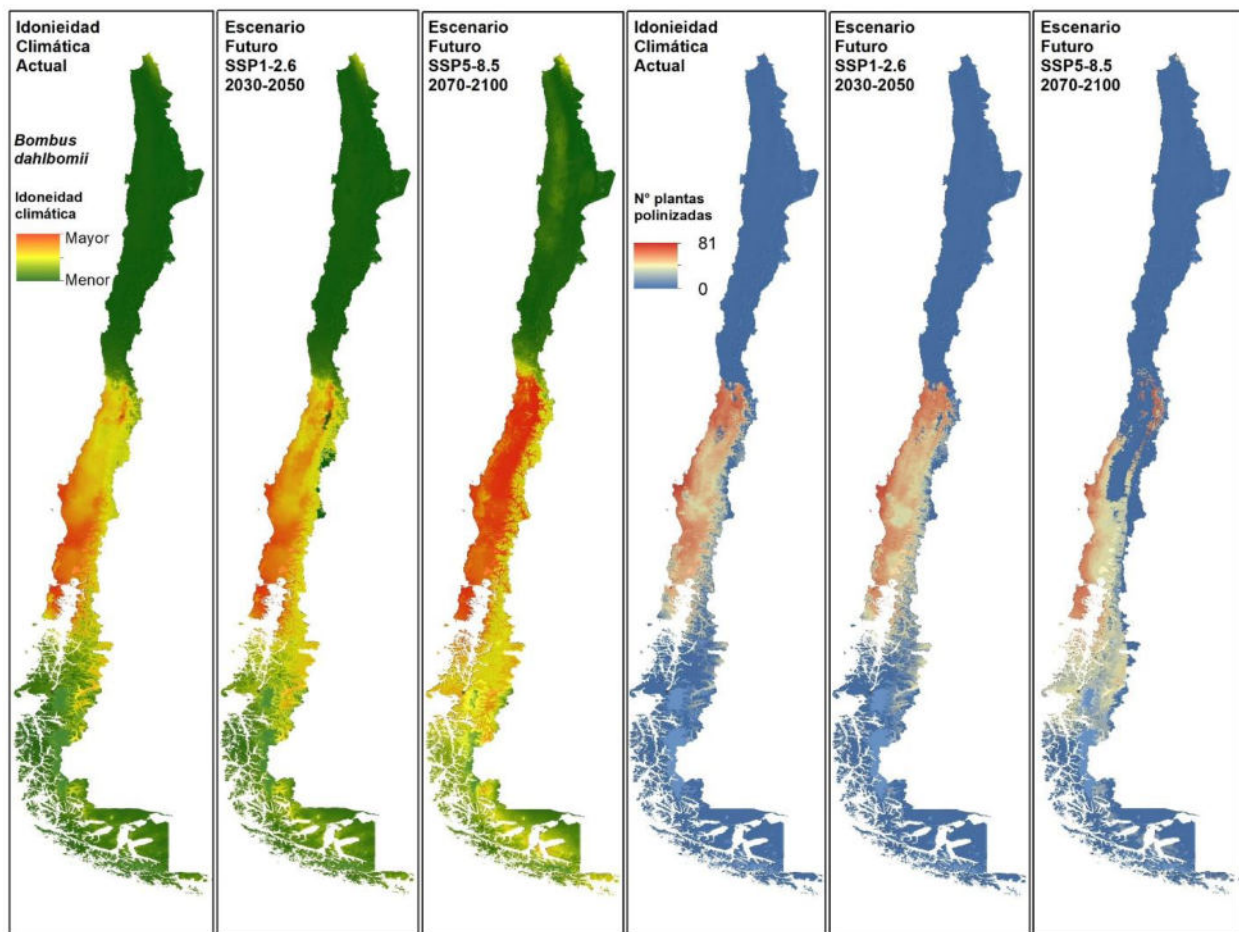 Idonieidad
Climática
Actual
Bombus
dahlbomii
Idoneidad
climática
Mayor
Menor
Escenario
Futuro
SSP1-2.6
2030-2050
Escenario
Futuro
SSP5-8.5
2070-2100
Idonieidad
Climática
Actual
N° plantas
polinizadas
81
0
Escenario
Futuro
SSP1-2.6
2030-2050
Escenario
Futuro
SSP5-8.5
2070-2100